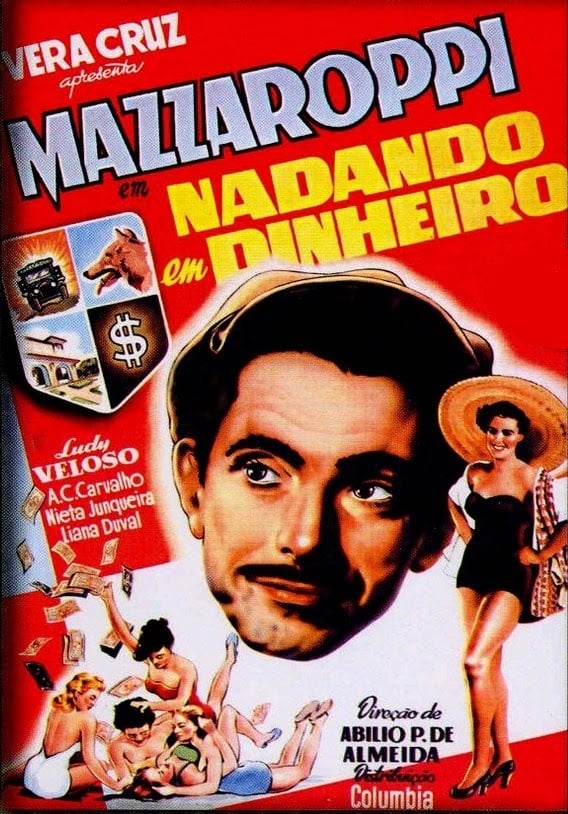 VERA CRUZ
apresenta
MAZZAROPPI
em
NADANDO
em DINHEIRO
$
Ludy
VELOSO
A.C.Carvalho
Nieta Junqueira
Liana Duval
Direção de
ABILIO P. DE
ALMEIDA
Distribuição
Columbia